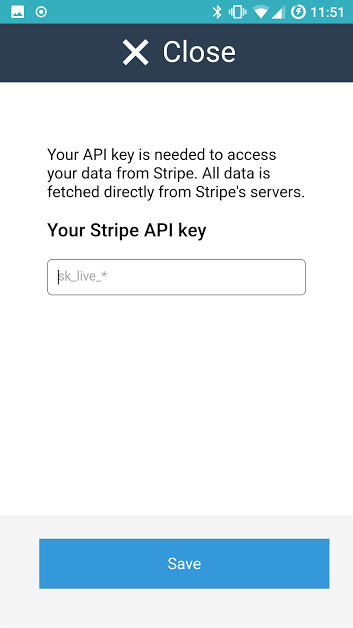 11:51
Close
Your API key is needed to access
your data from Stripe. All data is
fetched directly from Stripe's servers.
Your Stripe API key
sk_live_*
Save